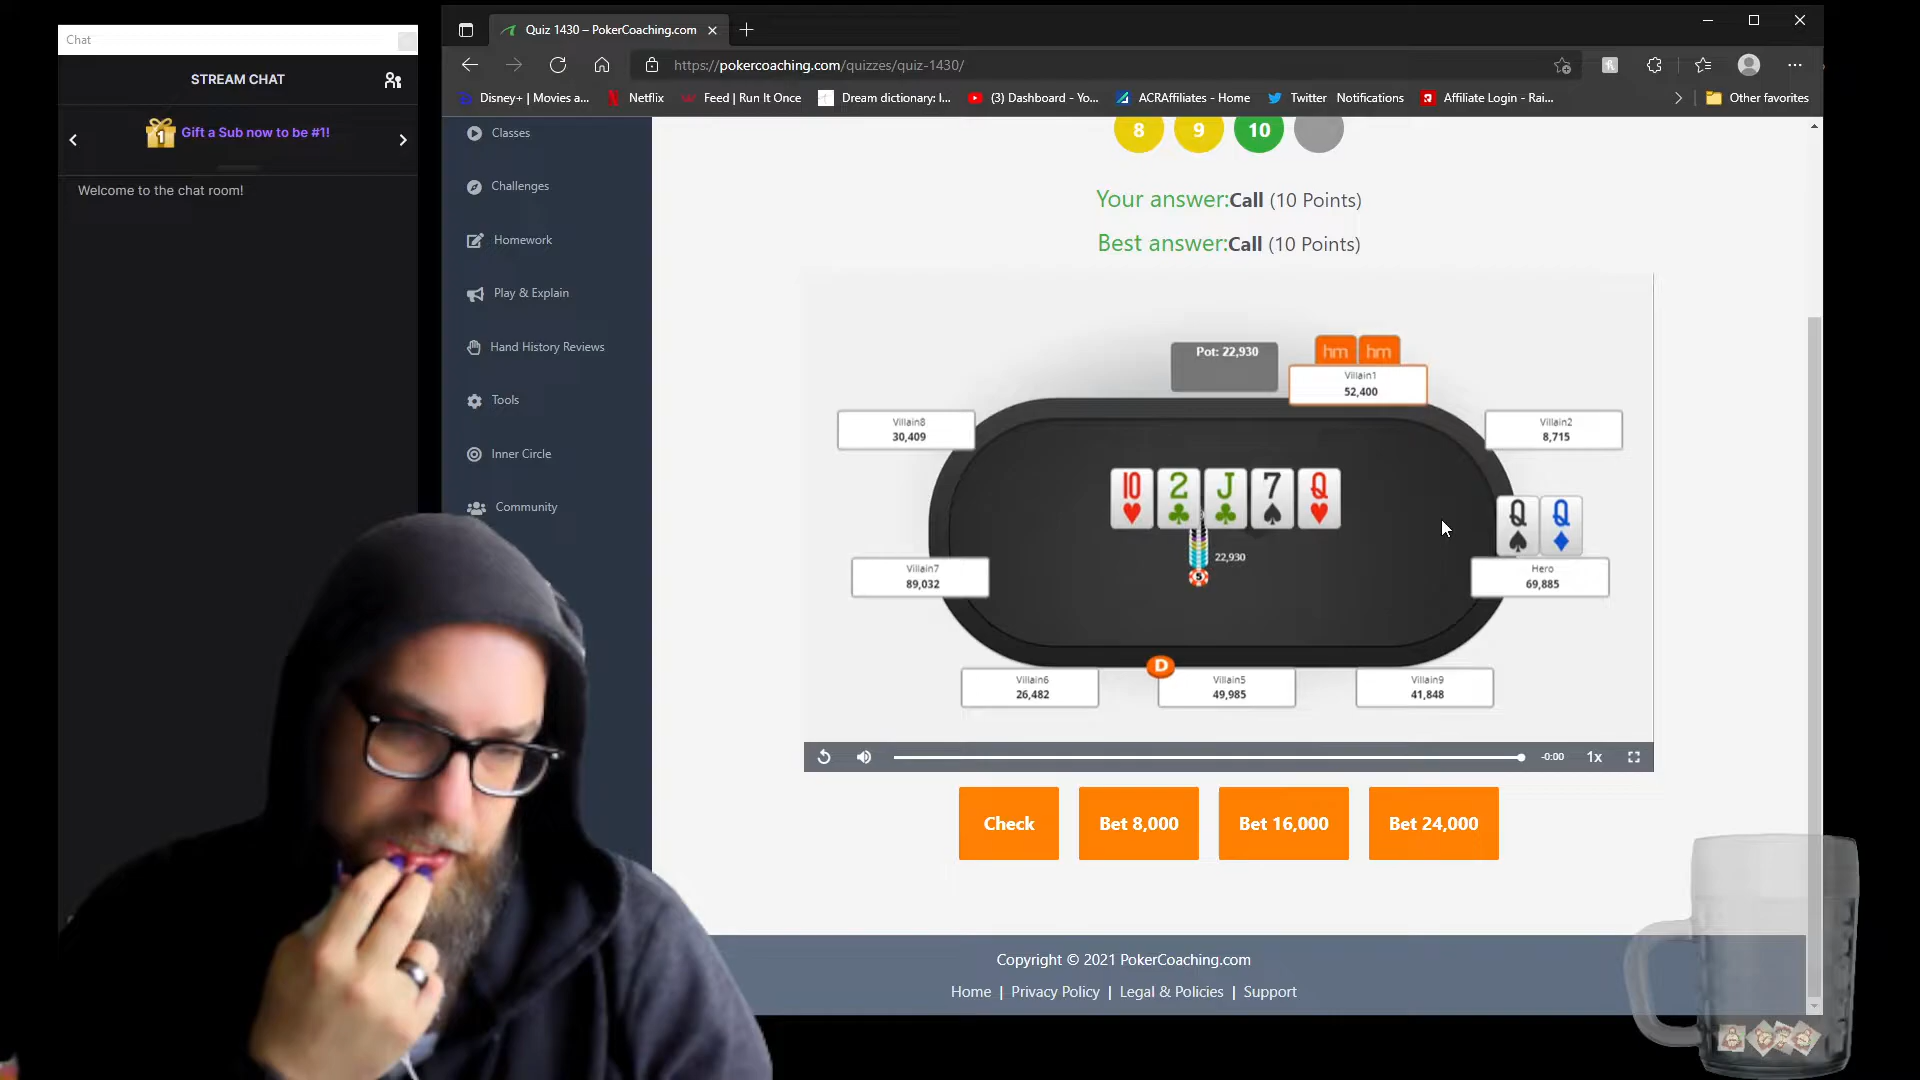 Chat
STREAM CHAT
1 Gift a Sub now to be #1!
Welcome to the chat room!
Quiz 1430 – PokerCoaching.com
https://pokercoaching.com/quizzes/quiz-1430/
Disney+ | Movies a...
Netflix
Feed | Run It Once
Dream dictionary: l...
(3) Dashboard - Yo...
ACRAffiliates - Home
Twitter
Notifications
Affiliate Login - Rai...
Other favorites
Classes
Challenges
Homework
Play & Explain
Hand History Reviews
Tools
Inner Circle
Community
8 9 10
Your answer:Call (10 Points)
Best answer:Call (10 Points)
Pot: 22,930
hm hm
Villain1
52,400
Villain8
30,409
Villain2
8,715
10 2 J 7 Q
Q Q
22,930
5
Villain7
89,032
Hero
69,885
D
Villain6
26,482
Villain5
49,985
Villain9
41,848
-0:00
1x
Check
Bet 8,000
Bet 16,000
Bet 24,000
Copyright © 2021 PokerCoaching.com
Home | Privacy Policy | Legal & Policies | Support